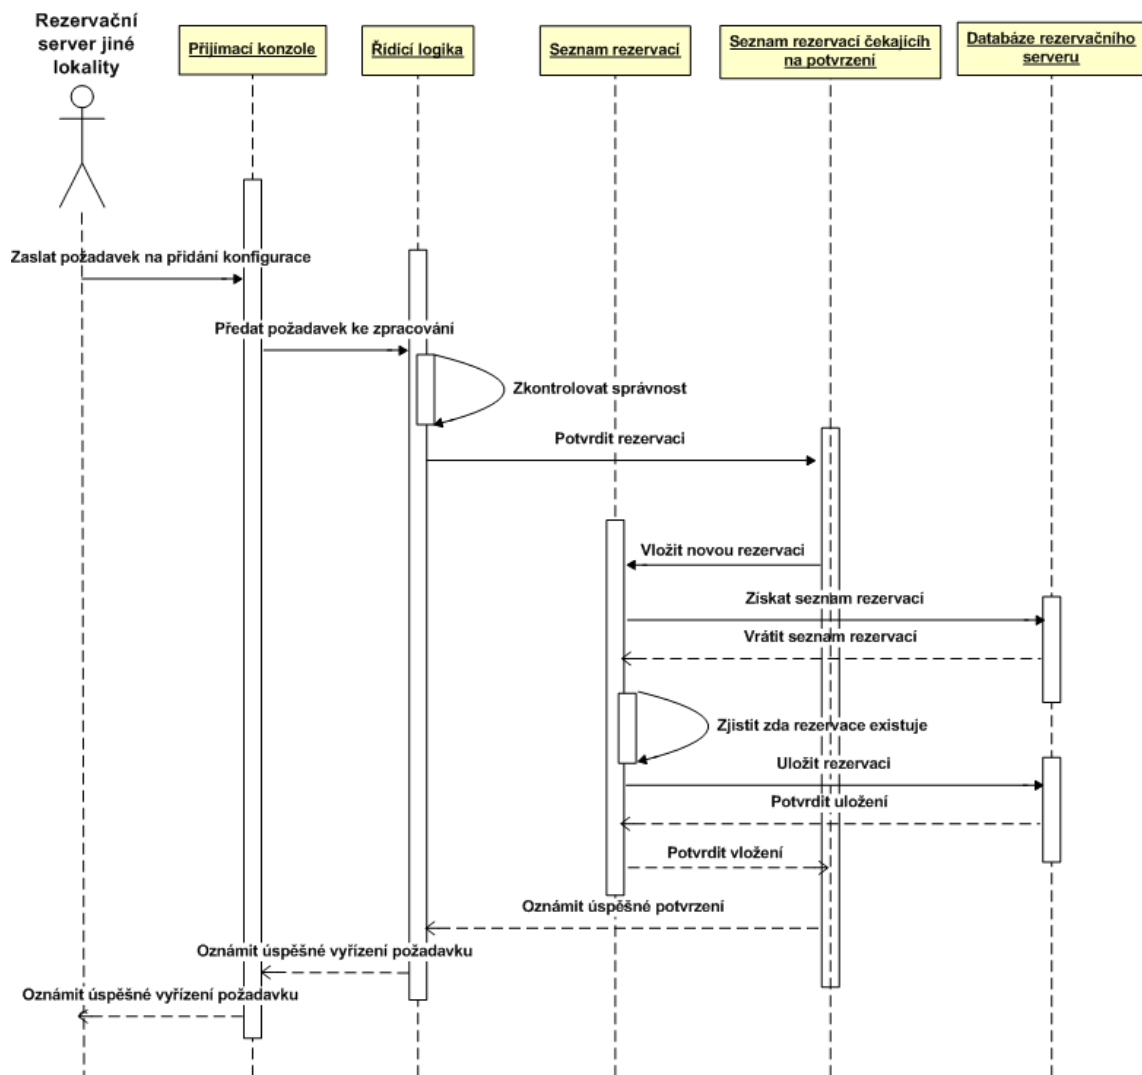 Rezervační
server jiné
lokality
Přijímací konzole
Řídící logika
Seznam rezervací
Seznam rezervací čekajících
na potvrzení
Databáze rezervačního
serveru
Zaslat požadavek na přidání konfigurace
Předat požadavek ke zpracování
Zkontrolovat správnost
Potvrdit rezervaci
Vložit novou rezervaci
Získat seznam rezervací
Vrátit seznam rezervací
Zjistit zda rezervace existuje
Uložit rezervaci
Potvrdit uložení
Potvrdit vložení
Oznámit úspěšné potvrzení
Oznámit úspěšné vyřízení požadavku
Oznámit úspěšné vyřízení požadavku